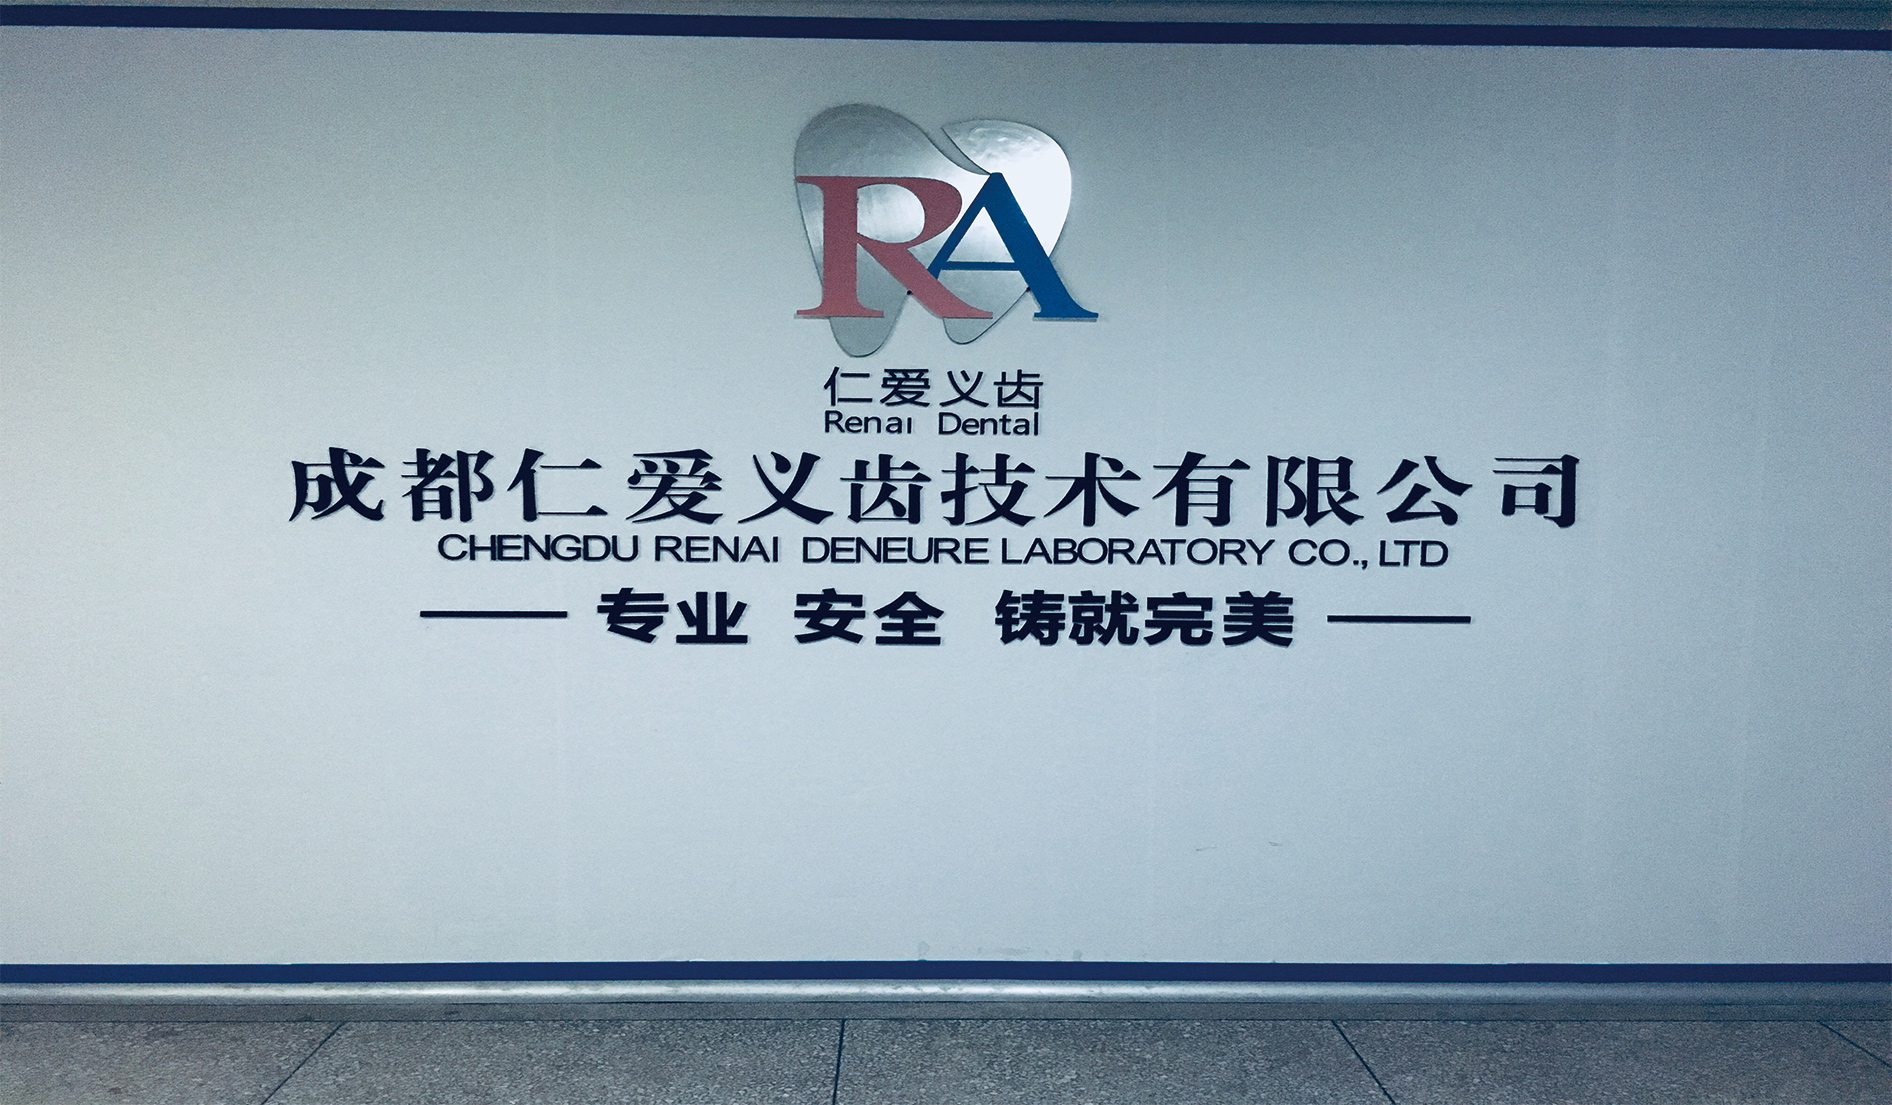 RA
仁爱义齿
Renai Dental
成都仁爱义齿技术有限公司
CHENGDU RENAI DENEURE LABORATORY CO., LTD
—— 专业 安全 铸就完美 ——